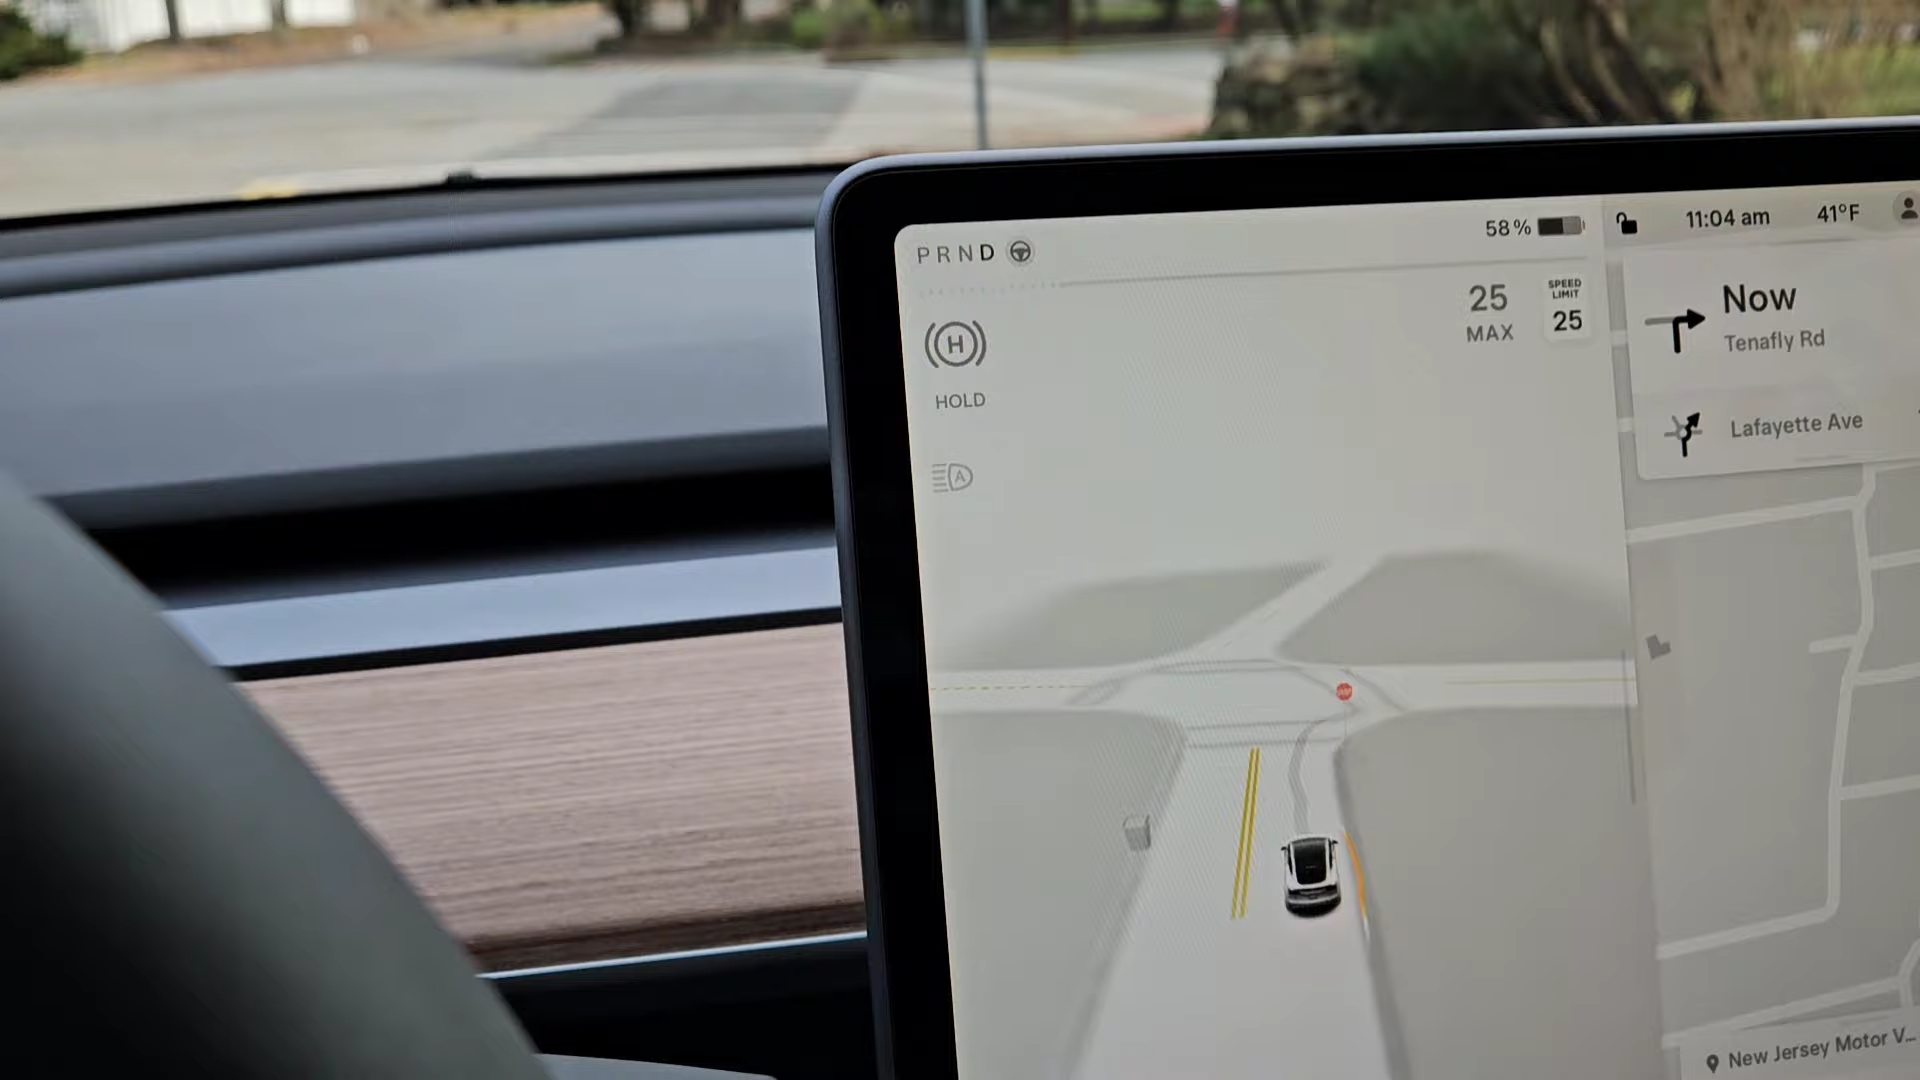 PRND
58%
11:04 am
41°F
H
HOLD
A
25
MAX
SPEED
LIMIT
25
Now
Tenafly Rd
Lafayette Ave
New Jersey Motor V...